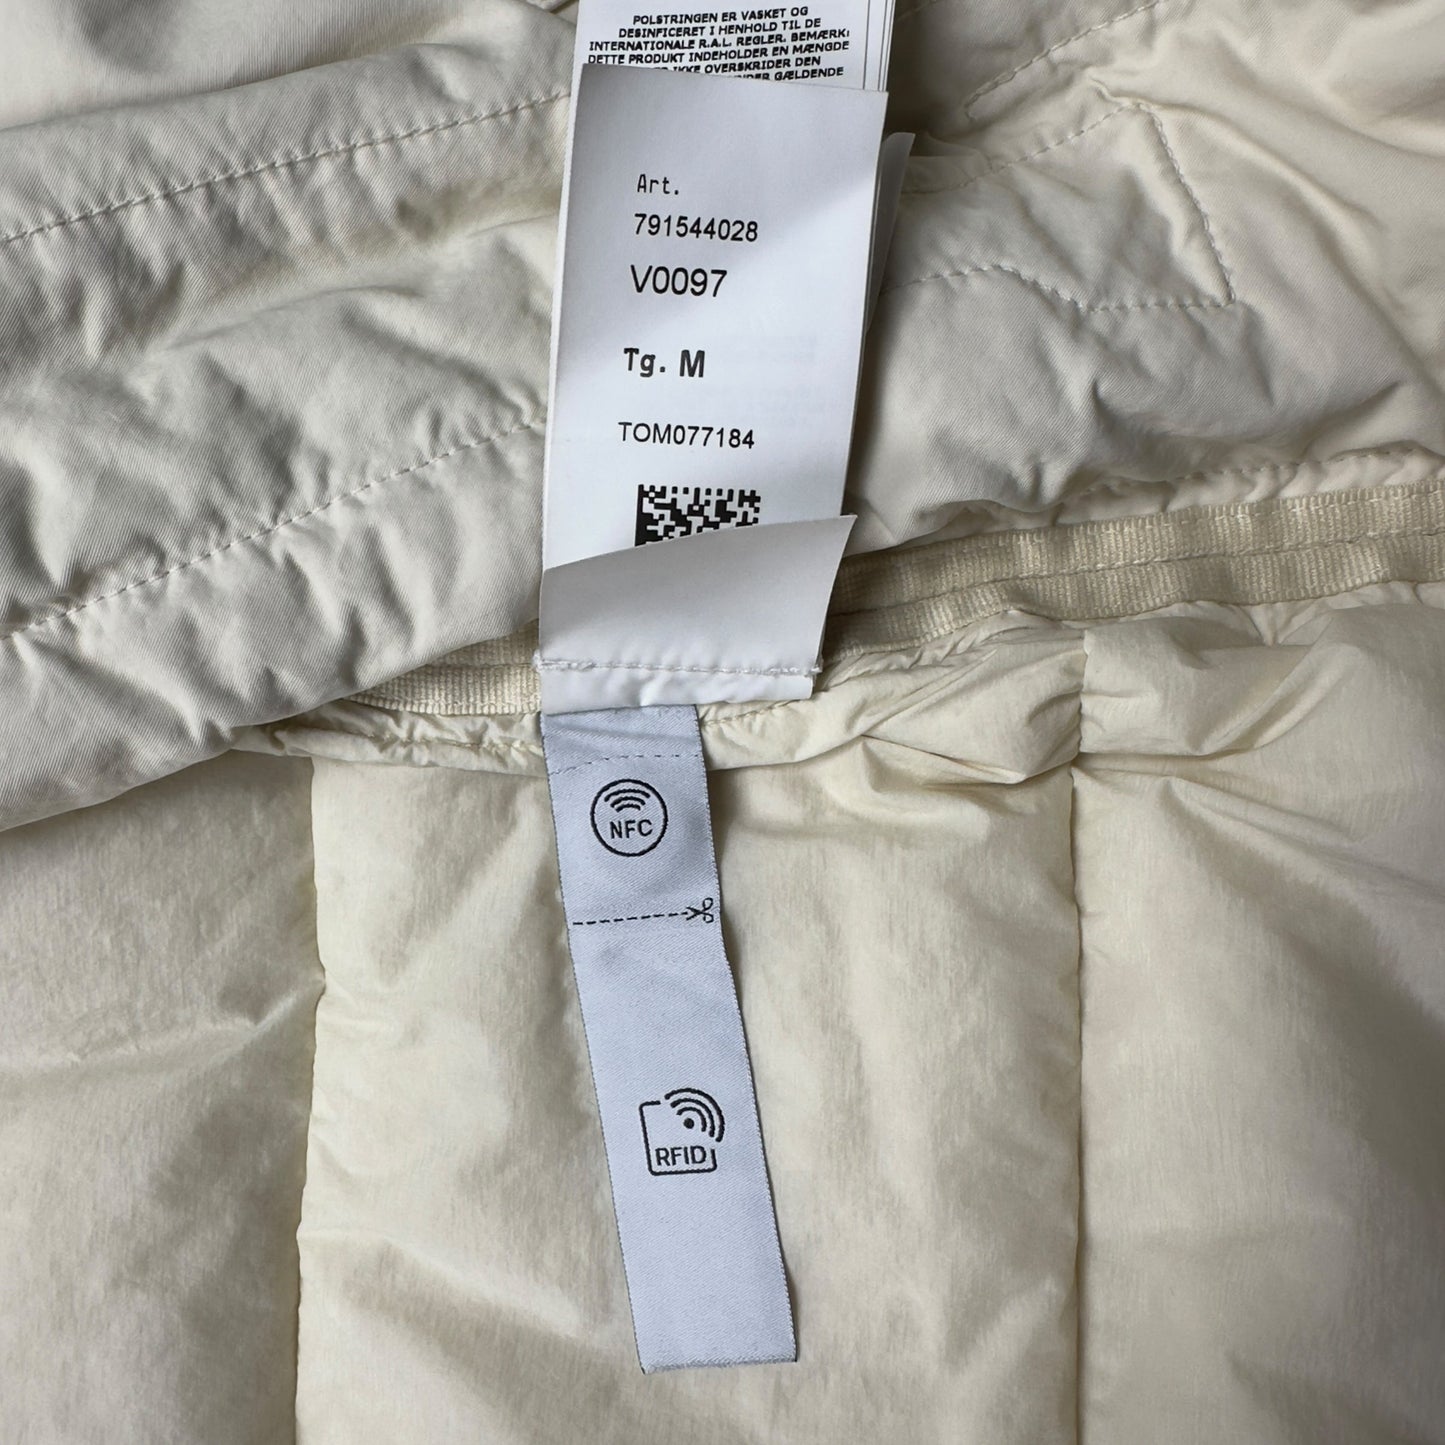 POLSTRINGEN ER VASKET OG
DESINFICERET I HENHOLD TIL DE
INTERNATIONALE R.A.L. REGLER. BEMÆRK:
DETTE PRODUKT INDEHOLDER EN MÆNGDE
IKKE OVERSKRIDER DEN
GÆLDENDE
Art.
791544028
V0097
Tg. M
TOM077184
NFC
RFID